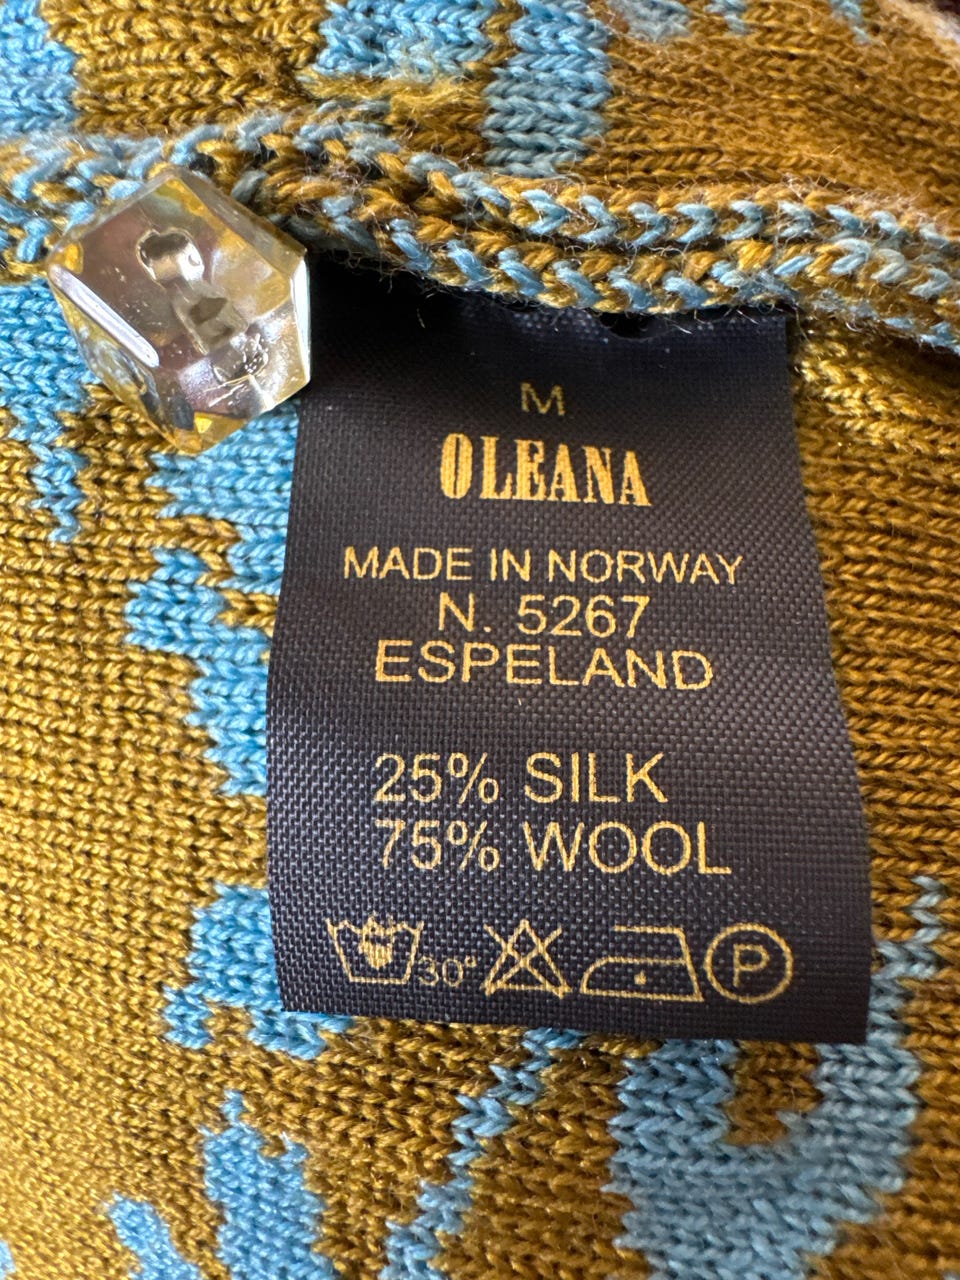 M
OLEANA
MADE IN NORWAY
N. 5267
ESPELAND
25% SILK
75% WOOL
30° P